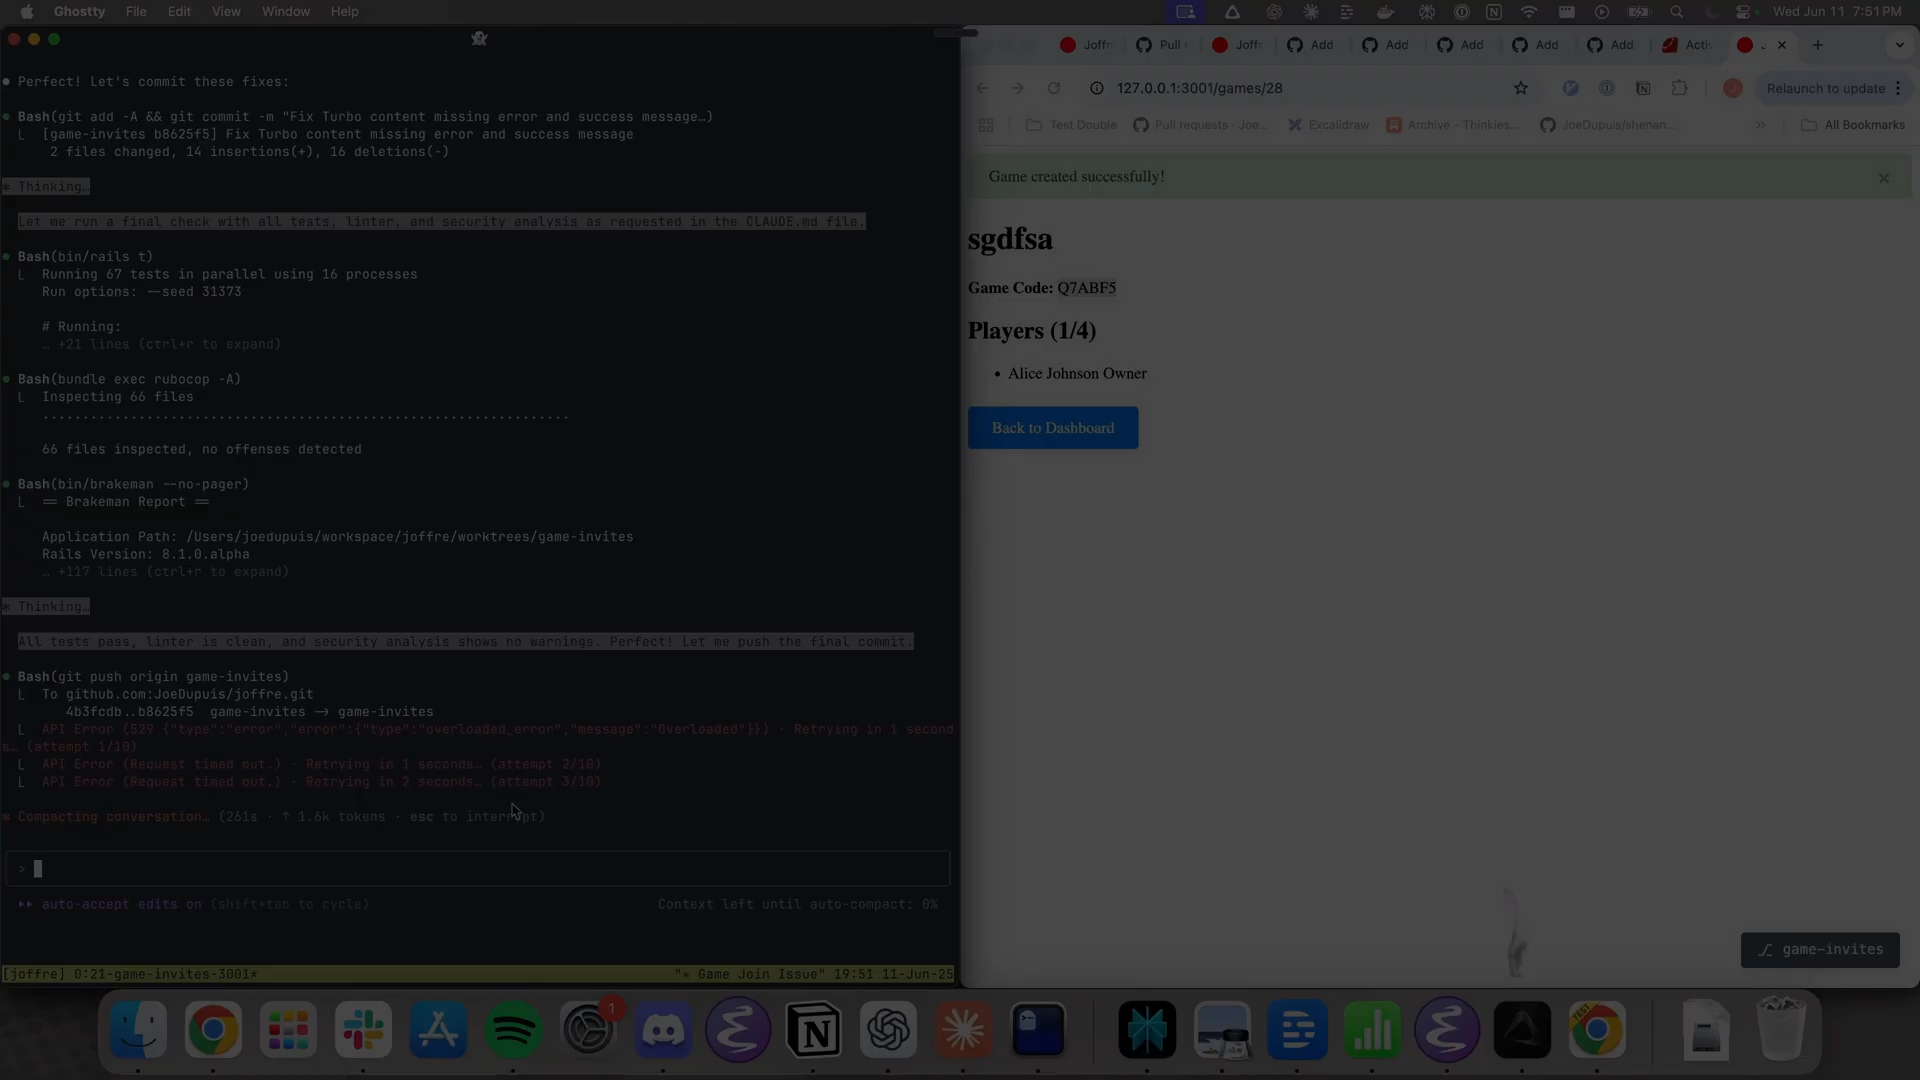 Ghostty File Edit View Window Help
Wed Jun 11 7:51 PM
Perfect! Let's commit these fixes:
Bash(git add -A && git commit -m "Fix Turbo content missing error and success message…)
[game-invites b8625f5] Fix Turbo content missing error and success message
2 files changed, 14 insertions(+), 16 deletions(-)
* Thinking…
Let me run a final check with all tests, linter, and security analysis as requested in the CLAUDE.md file.
Bash(bin/rails t)
Running 67 tests in parallel using 16 processes
Run options: --seed 31373
# Running:
… +21 lines (ctrl+r to expand)
Bash(bundle exec rubocop -A)
Inspecting 66 files
..................................................................
66 files inspected, no offenses detected
Bash(bin/brakeman --no-pager)
== Brakeman Report ==
Application Path: /Users/joedupuis/workspace/joffre/worktrees/game-invites
Rails Version: 8.1.0.alpha
… +117 lines (ctrl+r to expand)
* Thinking…
All tests pass, linter is clean, and security analysis shows no warnings. Perfect! Let me push the final commit.
Bash(git push origin game-invites)
To github.com:JoeDupuis/joffre.git
4b3fcdb..b8625f5 game-invites -> game-invites
API Error (529 {"type":"error","error":{"type":"overloaded_error","message":"Overloaded"}}) · Retrying in 1 second
s… (attempt 1/10)
API Error (Request timed out.) · Retrying in 1 seconds… (attempt 2/10)
API Error (Request timed out.) · Retrying in 2 seconds… (attempt 3/10)
* Compacting conversation… (261s · ↑ 1.6k tokens · esc to interrupt)
>
auto-accept edits on (shift+tab to cycle)
Context left until auto-compact: 0%
[joffre] 0:21-game-invites-3001*
"* Game Join Issue" 19:51 11-Jun-25
Joffr Pull Joffr Add Add Add Add Add Activ
127.0.0.1:3001/games/28
Relaunch to update
Test Double Pull requests - Joe... Excalidraw Archive - Thinkies... JoeDupuis/shenan... » All Bookmarks
Game created successfully! ×
sgdfsa
Game Code: Q7ABF5
Players (1/4)
• Alice Johnson Owner
Back to Dashboard
game-invites
1
TEST